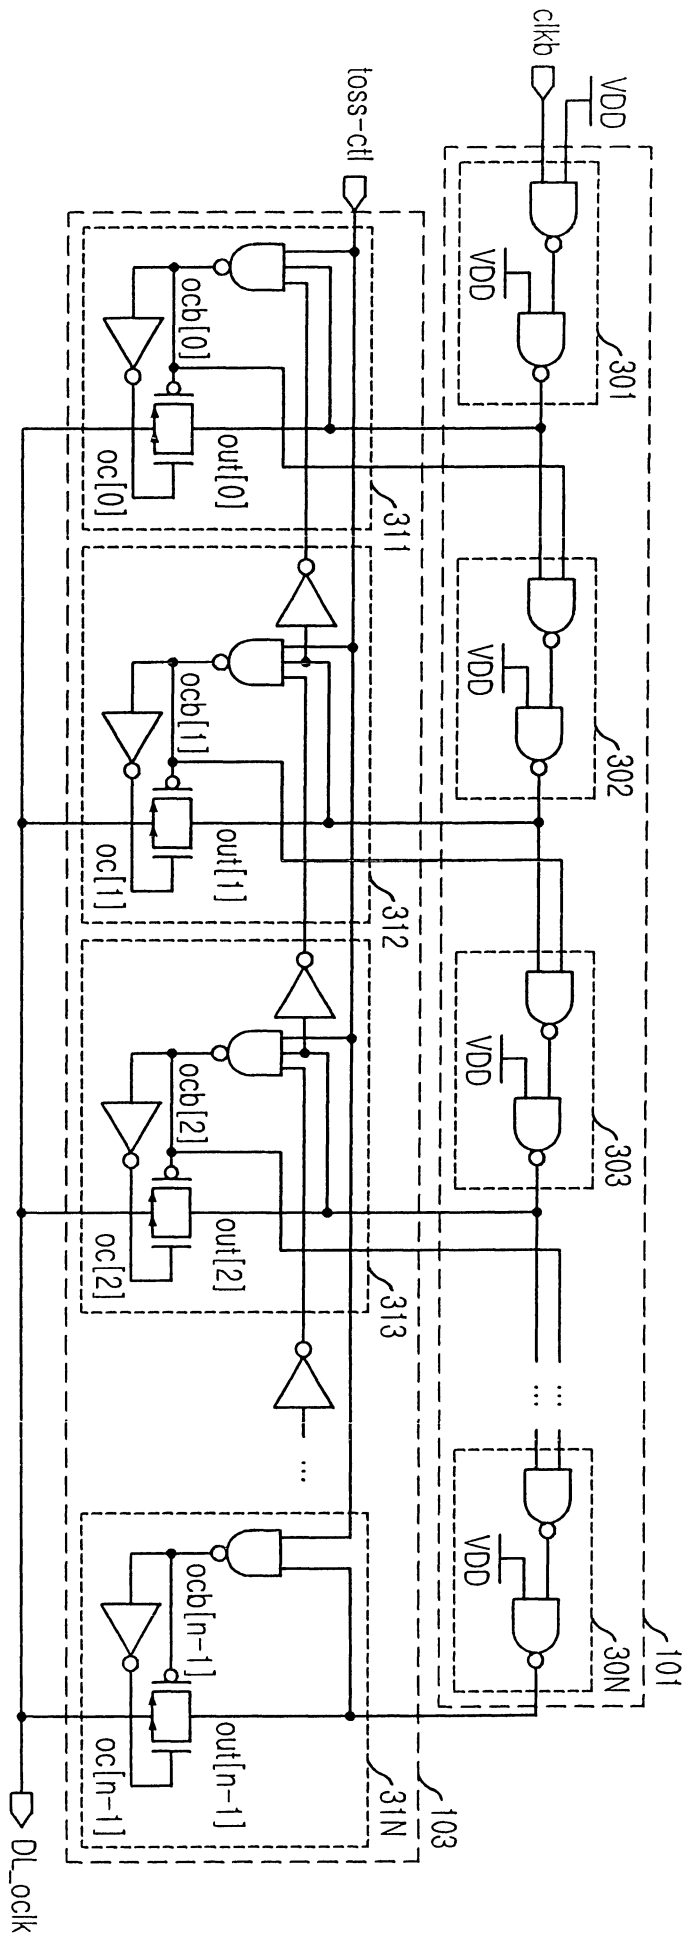 clkb
VDD
VDD
301
VDD
302
VDD
303
VDD
30N
101
toss-ctl
ocb[0]
out[0]
oc[0]
311
ocb[1]
out[1]
oc[1]
312
ocb[2]
out[2]
oc[2]
313
ocb[n-1]
out[n-1]
oc[n-1]
31N
103
DL_oclk
...
...
...